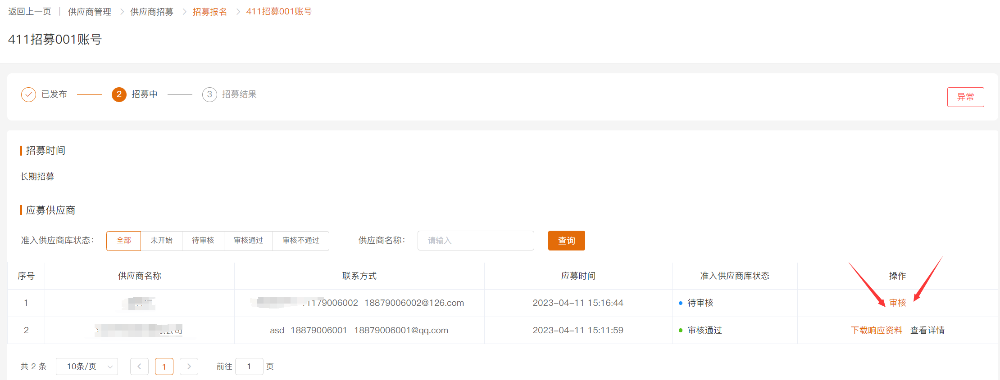 返回上一页 | 供应商管理 > 供应商招募 > 招募报名 > 411招募001账号
411招募001账号
已发布 2 招募中 3 招募结果
异常
招募时间
长期招募
应募供应商
准入供应商库状态： 全部 未开始 待审核 审核通过 审核不通过 供应商名称： 请输入 查询
序号 供应商名称 联系方式 应募时间 准入供应商库状态 操作
1 1179006002 18879006002@126.com 2023-04-11 15:16:44 待审核 审核
2 公司 asd 18879006001 18879006001@qq.com 2023-04-11 15:11:59 审核通过 下载响应资料 查看详情
共 2 条 10条/页 < 1 > 前往 1 页